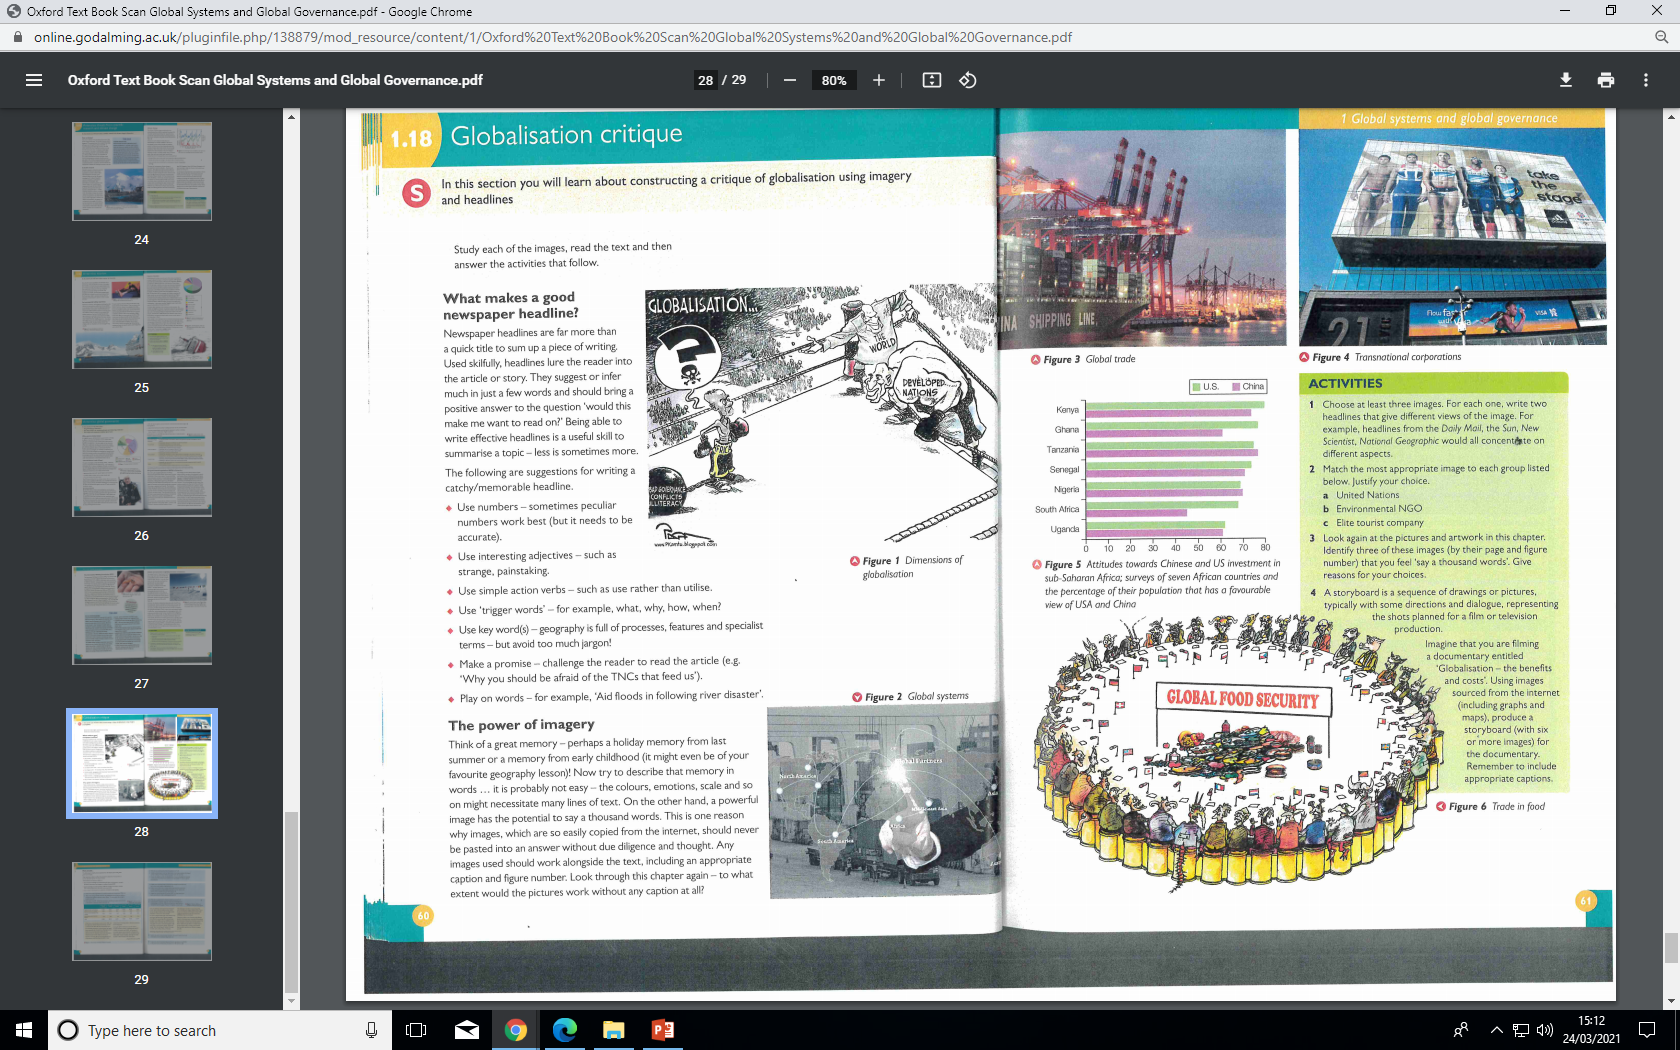 Oxford Text Book Scan Global Systems and Global Governance.pdf - Google Chrome
online.godalming.ac.uk/pluginfile.php/138879/mod_resource/content/1/Oxford%20Text%20Book%20Scan%20Global%20Systems%20and%20Global%20Governance.pdf
Oxford Text Book Scan Global Systems and Global Governance.pdf
28 / 29
80%
24
25
26
27
28
29
1.18 Globalisation critique
S
In this section you will learn about constructing a critique of globalisation using imagery
and headlines
Study each of the images, read the text and then
answer the activities that follow.
What makes a good
newspaper headline?
Newspaper headlines are far more than
a quick title to sum up a piece of writing.
Used skilfully, headlines lure the reader into
the article or story. They suggest or infer
much in just a few words and should bring a
positive answer to the question 'would this
make me want to read on?' Being able to
write effective headlines is a useful skill to
summarise a topic – less is sometimes more.
The following are suggestions for writing a
catchy/memorable headline.
Use numbers – sometimes peculiar
numbers work best (but it needs to be
accurate).
Use interesting adjectives – such as
strange, painstaking.
Use simple action verbs – such as use rather than utilise.
Use 'trigger words' – for example, what, why, how, when?
Use key word(s) – geography is full of processes, features and specialist
terms – but avoid too much jargon!
Make a promise – challenge the reader to read the article (e.g.
'Why you should be afraid of the TNCs that feed us').
Play on words – for example, 'Aid floods in following river disaster'.
The power of imagery
Think of a great memory – perhaps a holiday memory from last
summer or a memory from early childhood (it might even be of your
favourite geography lesson)! Now try to describe that memory in
words … it is probably not easy – the colours, emotions, scale and so
on might necessitate many lines of text. On the other hand, a powerful
image has the potential to say a thousand words. This is one reason
why images, which are so easily copied from the internet, should never
be pasted into an answer without due diligence and thought. Any
images used should work alongside the text, including an appropriate
caption and figure number. Look through this chapter again – to what
extent would the pictures work without any caption at all?
60
GLOBALISATION...
THE
WORLD
DEVELOPED
NATIONS
AFRICA
BAD GOVERNANCE
CONFLICTS
ILLITERACY
Figure 1 Dimensions of
globalisation
Figure 2 Global systems
North America
Global Partners
Africa
South America
1 Global systems and global governance
SHIPPING LINE
Figure 3 Global trade
take
the
stage
adidas
21
VISA
Figure 4 Transnational corporations
U.S. China
Kenya
Ghana
Tanzania
Senegal
Nigeria
South Africa
Uganda
0 10 20 30 40 50 60 70 80
Figure 5 Attitudes towards Chinese and US investment in
sub-Saharan Africa; surveys of seven African countries and
the percentage of their population that has a favourable
view of USA and China
GLOBAL FOOD SECURITY
Figure 6 Trade in food
ACTIVITIES
1 Choose at least three images. For each one, write two
headlines that give different views of the image. For
example, headlines from the Daily Mail, the Sun, New
Scientist, National Geographic would all concentrate on
different aspects.
2 Match the most appropriate image to each group listed
below. Justify your choice.
a United Nations
b Environmental NGO
c Elite tourist company
3 Look again at the pictures and artwork in this chapter.
Identify three of these images (by their page and figure
number) that you feel 'say a thousand words'. Give
reasons for your choices.
4 A storyboard is a sequence of drawings or pictures,
typically with some directions and dialogue, representing
the shots planned for a film or television
production.
Imagine that you are filming
a documentary entitled
'Globalisation – the benefits
and costs'. Using images
sourced from the internet
(including graphs and
maps), produce a
storyboard (with six
or more images) for
the documentary.
Remember to include
appropriate captions.
61
Type here to search
15:12
24/03/2021